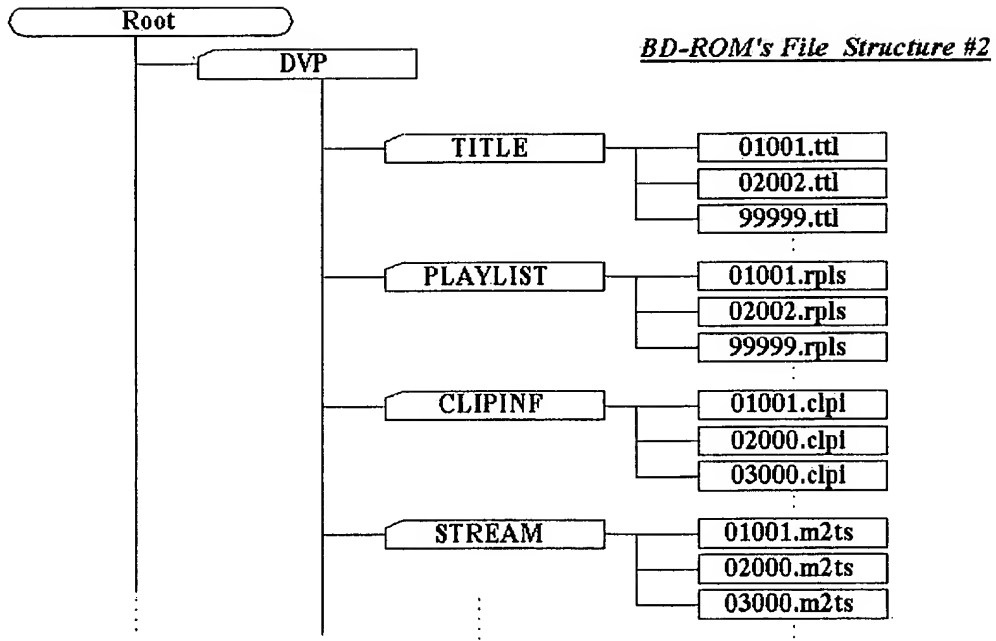 Root
BD-ROM's File Structure #2
DVP
TITLE
01001.ttl
02002.ttl
99999.ttl
PLAYLIST
01001.rpls
02002.rpls
99999.rpls
CLIPINF
01001.clpi
02000.clpi
03000.clpi
STREAM
01001.m2ts
02000.m2ts
03000.m2ts